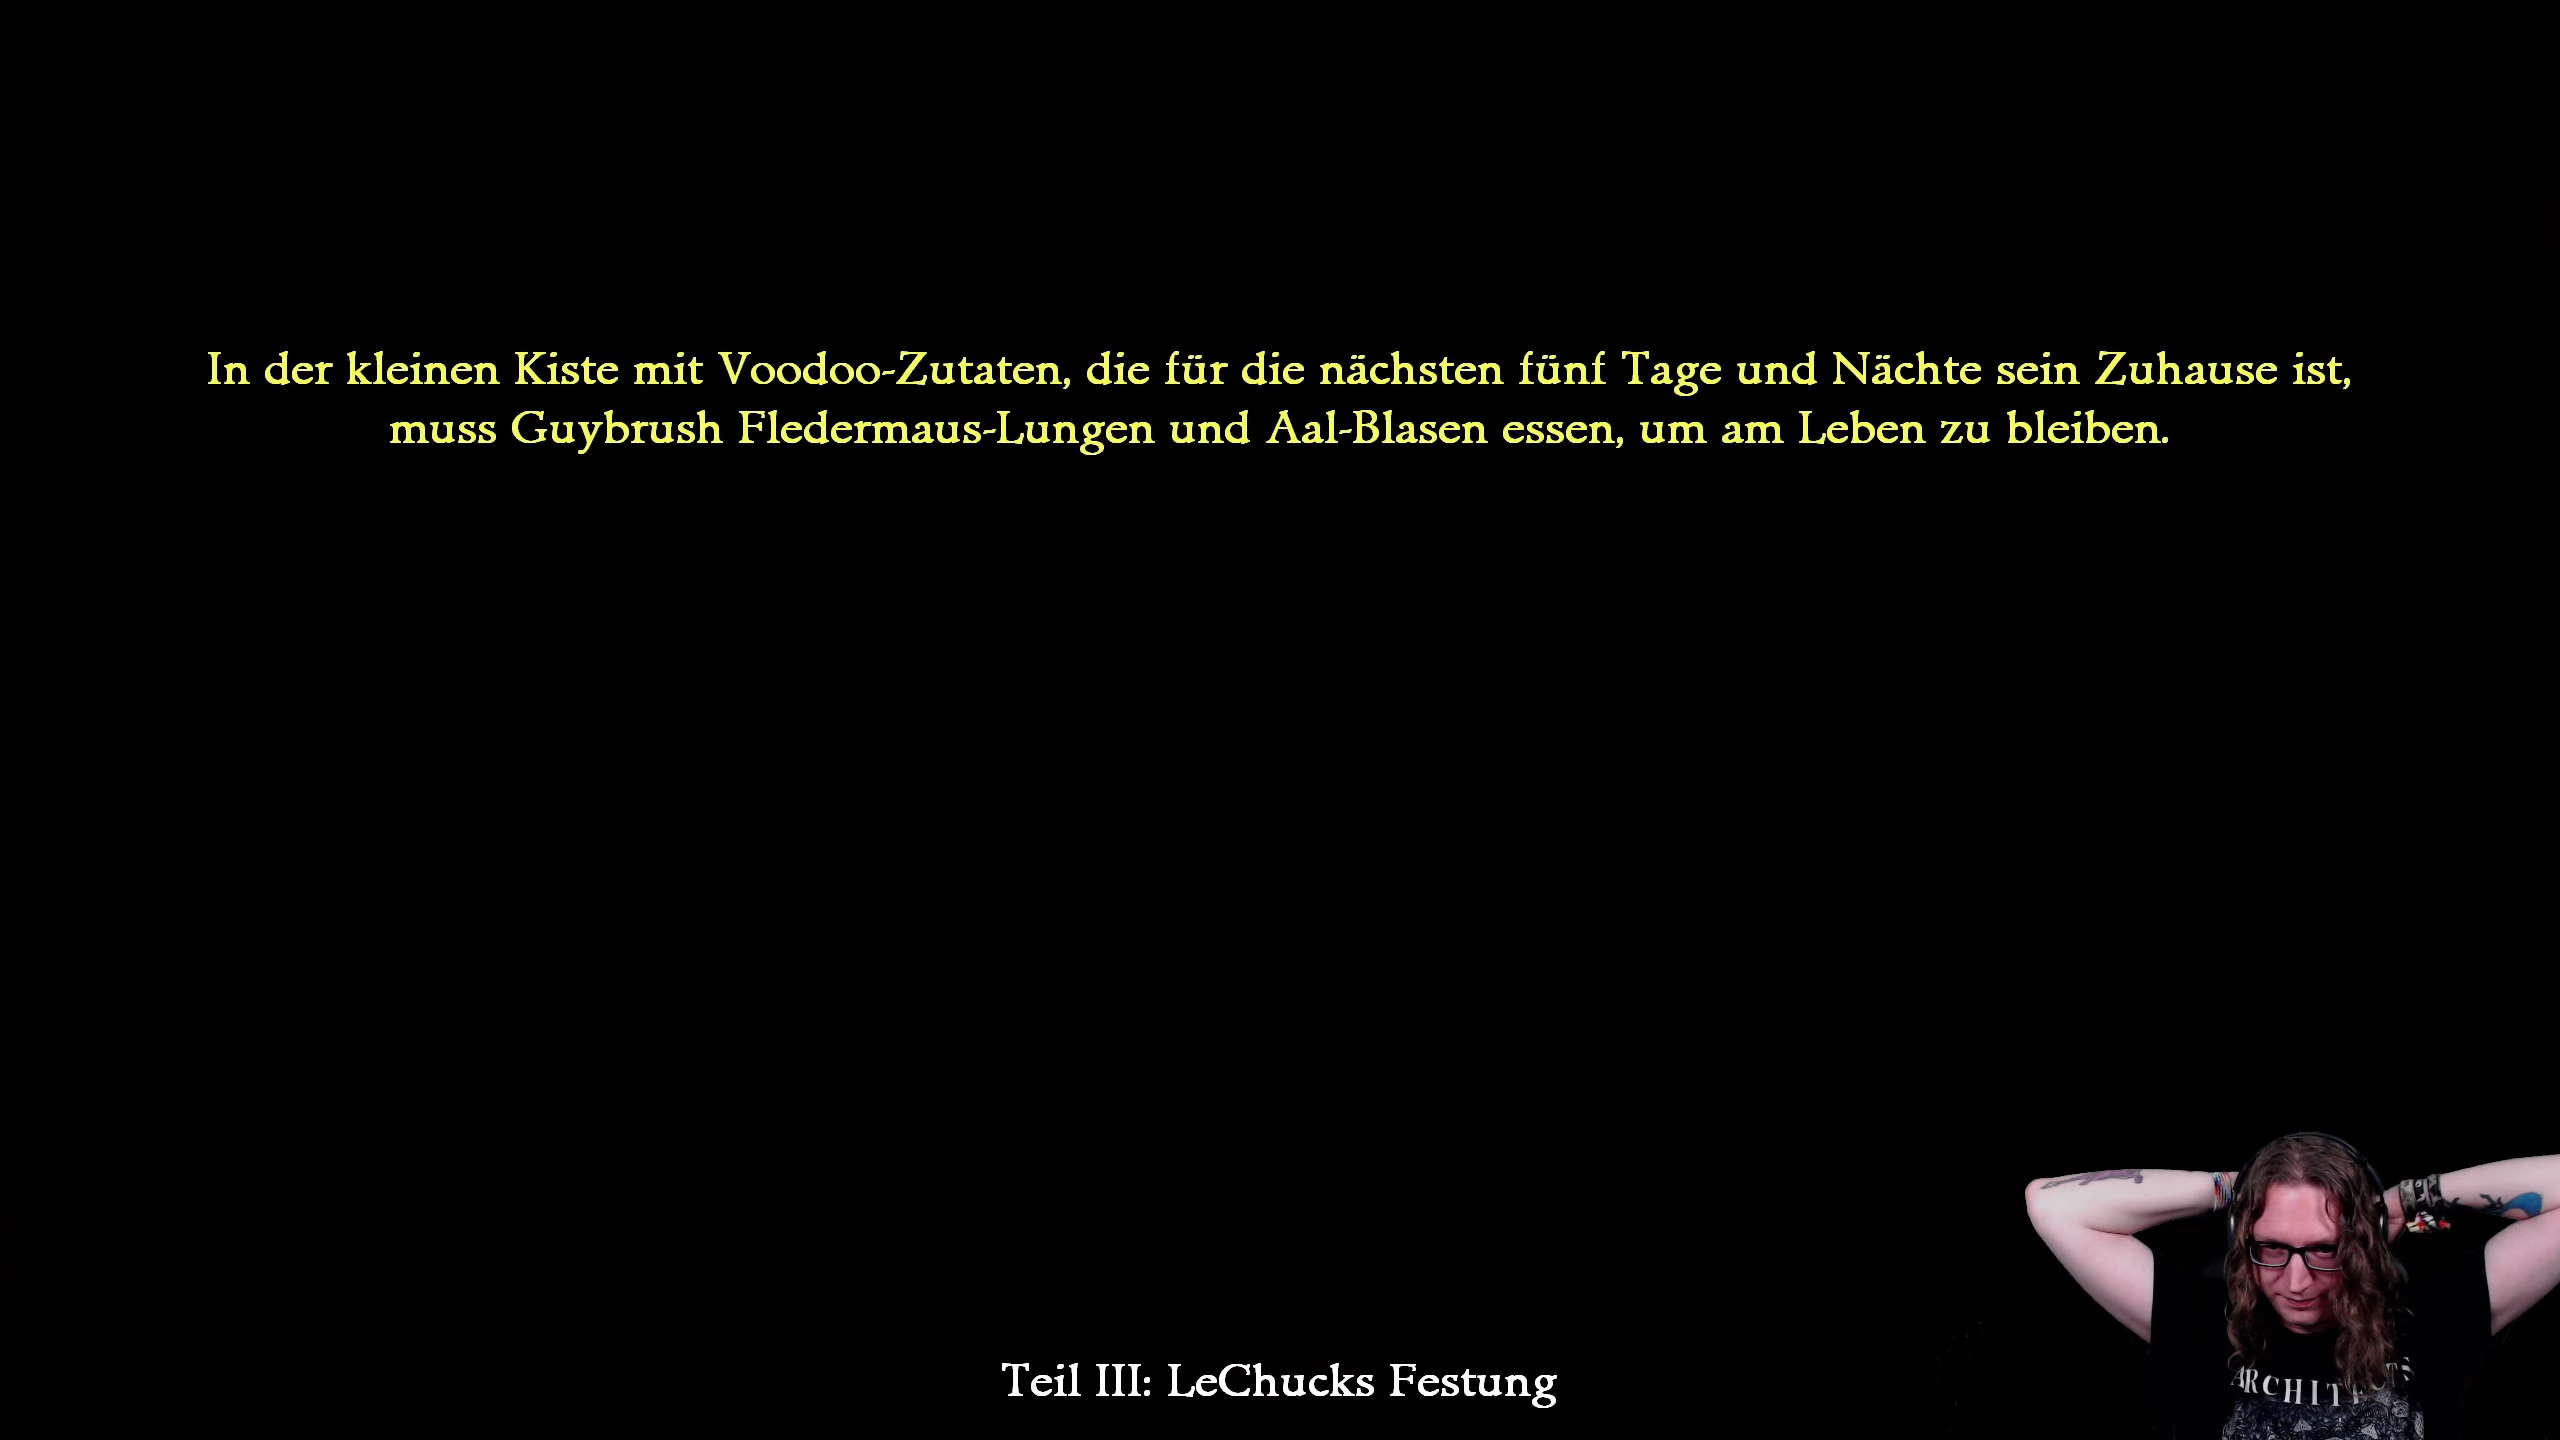 In der kleinen Kiste mit Voodoo-Zutaten, die für die nächsten fünf Tage und Nächte sein Zuhause ist,
muss Guybrush Fledermaus-Lungen und Aal-Blasen essen, um am Leben zu bleiben.
Teil III: LeChucks Festung
ARCHITECTS